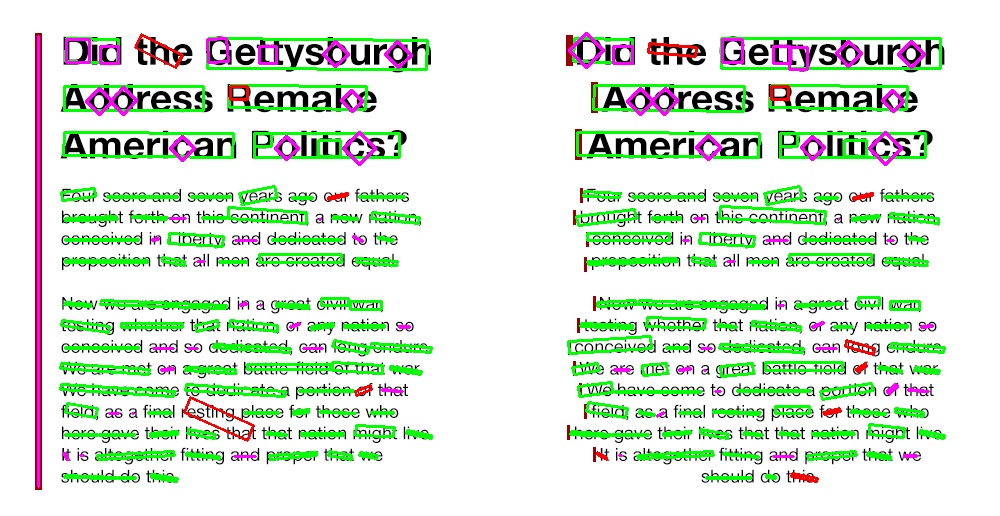 Did the Gettysburgh
Address Remake
American Politics?
Four score and seven years ago our fathers
brought forth on this continent, a new nation,
conceived in Liberty, and dedicated to the
proposition that all men are created equal.
Now we are engaged in a great civil war,
testing whether that nation, or any nation so
conceived and so dedicated, can long endure.
We are met on a great battle-field of that war.
We have come to dedicate a portion of that
field, as a final resting place for those who
here gave their lives that that nation might live.
It is altogether fitting and proper that we
should do this.
Did the Gettysburgh
Address Remake
American Politics?
Four score and seven years ago our fathers
brought forth on this continent, a new nation,
conceived in Liberty, and dedicated to the
proposition that all men are created equal.
Now we are engaged in a great civil war,
testing whether that nation, or any nation so
conceived and so dedicated, can long endure.
We are met on a great battle-field of that war.
We have come to dedicate a portion of that
field, as a final resting place for those who
here gave their lives that that nation might live.
It is altogether fitting and proper that we
should do this.